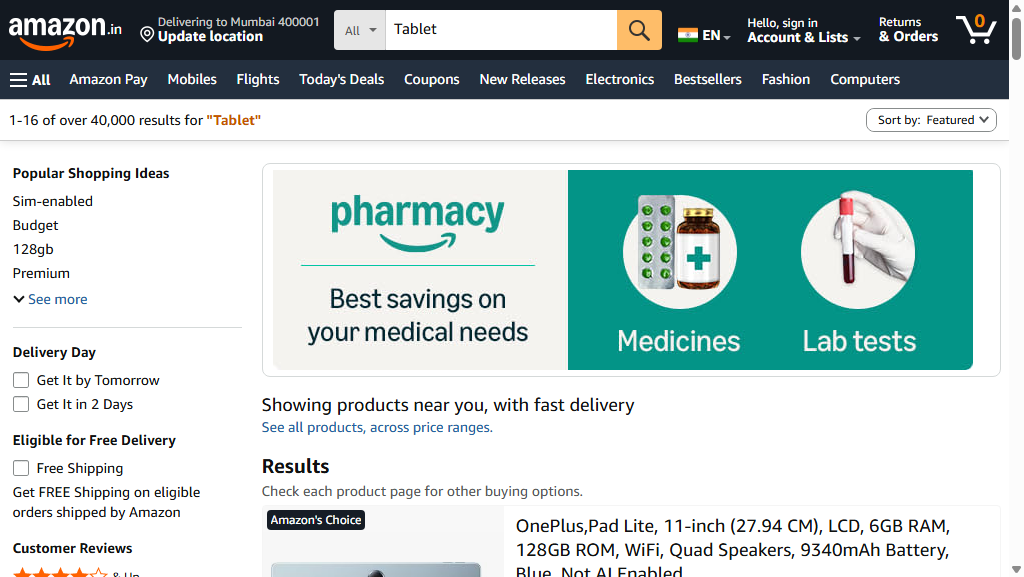 amazon.in
Delivering to Mumbai 400001
Update location
All
Tablet
EN
Hello, sign in
Account & Lists
Returns
& Orders
0
All
Amazon Pay
Mobiles
Flights
Today's Deals
Coupons
New Releases
Electronics
Bestsellers
Fashion
Computers
1-16 of over 40,000 results for "Tablet"
Sort by: Featured
Popular Shopping Ideas
Sim-enabled
Budget
128gb
Premium
See more
Delivery Day
Get It by Tomorrow
Get It in 2 Days
Eligible for Free Delivery
Free Shipping
Get FREE Shipping on eligible
orders shipped by Amazon
Customer Reviews
& Up
pharmacy
Best savings on
your medical needs
Medicines
Lab tests
Showing products near you, with fast delivery
See all products, across price ranges.
Results
Check each product page for other buying options.
Amazon's Choice
OnePlus,Pad Lite, 11-inch (27.94 CM), LCD, 6GB RAM,
128GB ROM, WiFi, Quad Speakers, 9340mAh Battery,
Blue, Not AI Enabled